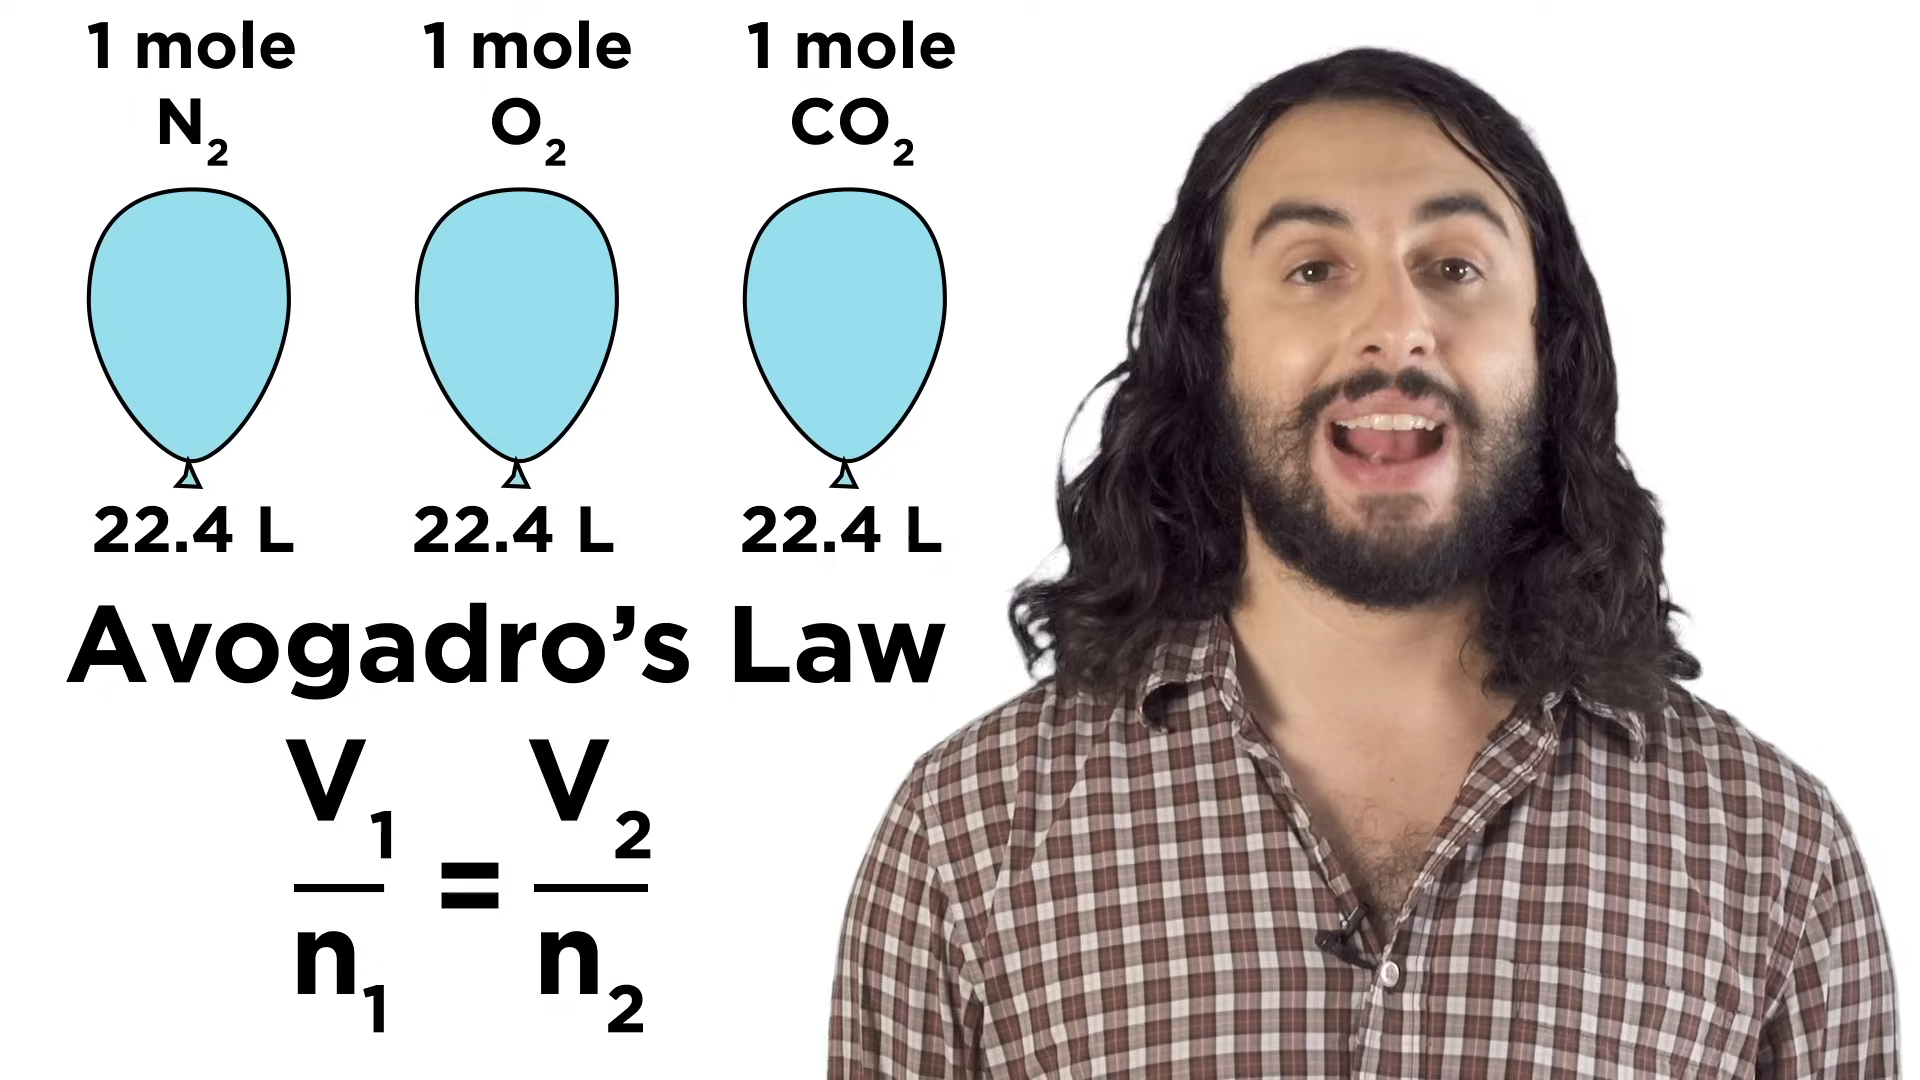 1 mole 1 mole 1 mole
N₂ O₂ CO₂
22.4 L 22.4 L 22.4 L
Avogadro’s Law
V₁ = V₂
n₁ n₂